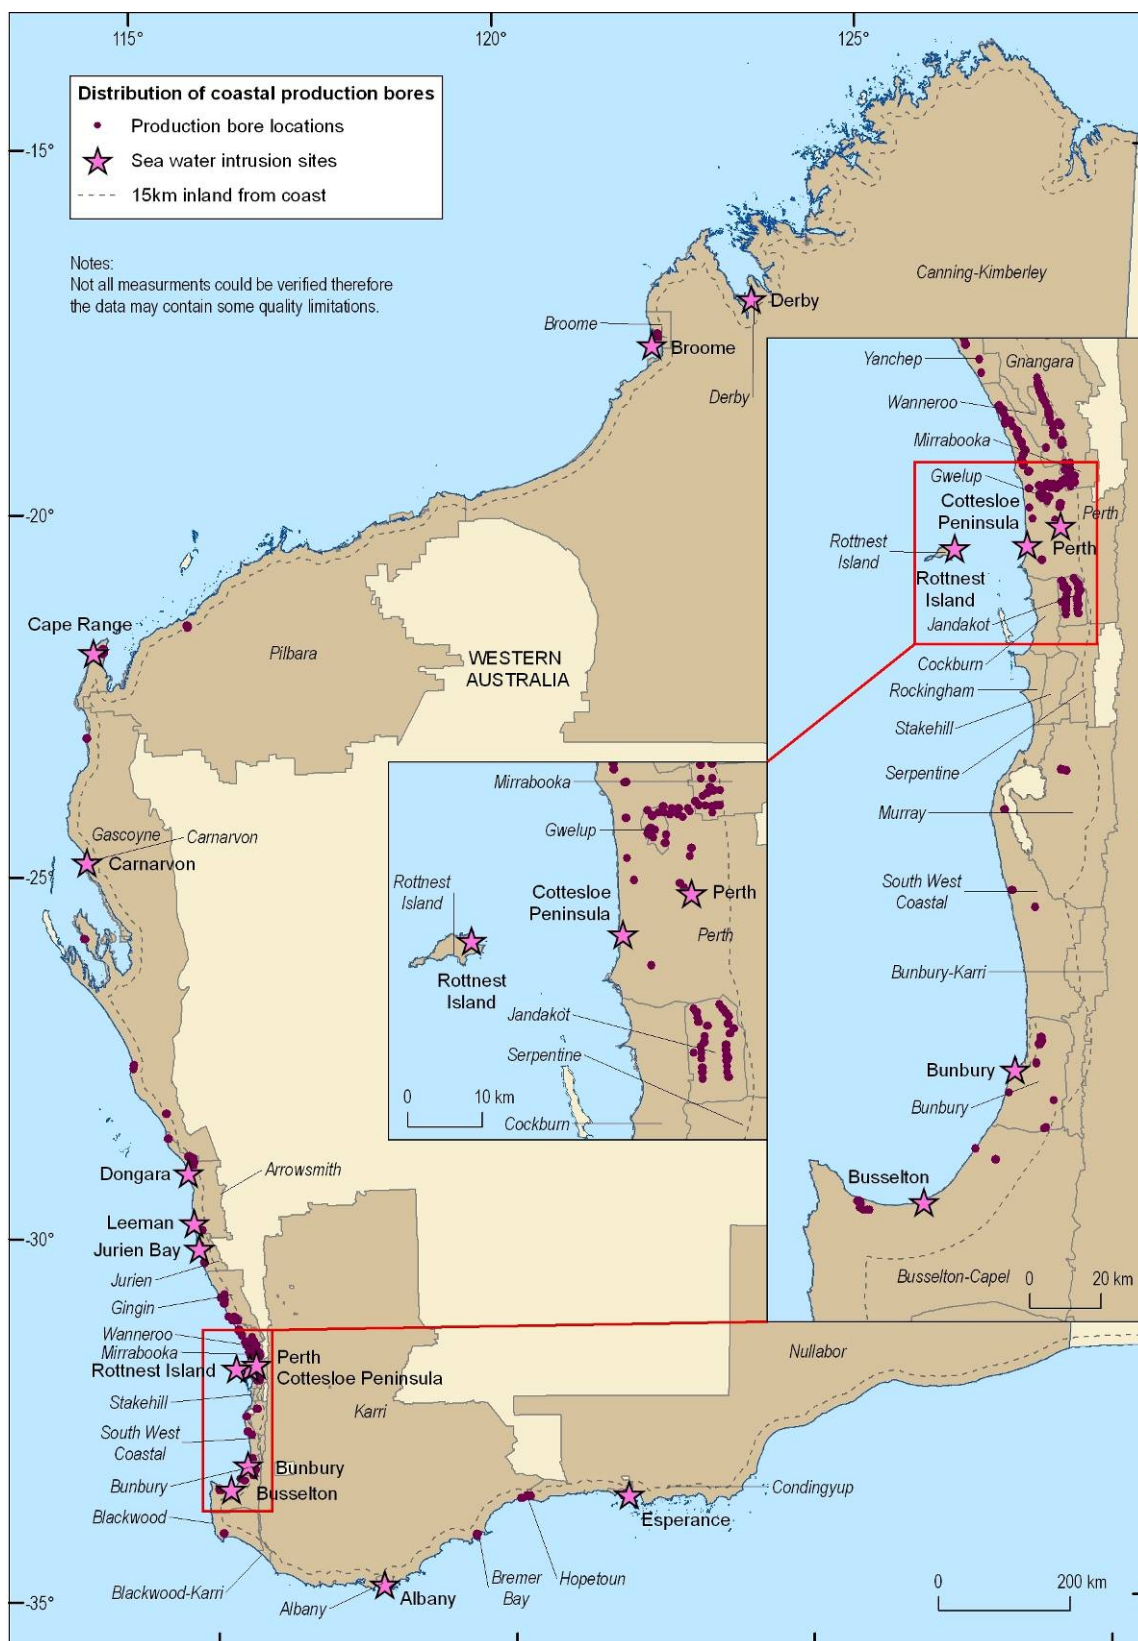 115°
120°
125°
Distribution of coastal production bores
Production bore locations
Sea water intrusion sites
15km inland from coast
-15°
Notes:
Not all measurments could be verified therefore
the data may contain some quality limitations.
Canning-Kimberley
Derby
Broome
Broome
Derby
Yanchep
Gnangara
Wanneroo
Mirrabooka
Gwelup
Cottesloe
Peninsula
Perth
Perth
Rottnest
Island
Rottnest
Island
Jandakot
Cockburn
Rockingham
Stakehill
Serpentine
Murray
South West
Coastal
Bunbury-Karri
Bunbury
Bunbury
Busselton
Busselton-Capel
0
20 km
-20°
Cape Range
Pilbara
WESTERN
AUSTRALIA
Mirrabooka
Gwelup
Rottnest
Island
Cottesloe
Peninsula
Perth
Perth
Rottnest
Island
Jandakot
Serpentine
0
10 km
Cockburn
Gascoyne
Carnarvon
Carnarvon
-25°
Dongara
Arrowsmith
Leeman
-30°
Jurien Bay
Jurien
Gingin
Wanneroo
Mirrabooka
Perth
Rottnest Island
Cottesloe Peninsula
Stakehill
Karri
South West
Coastal
Bunbury
Bunbury
Busselton
Blackwood
Nullabor
Condingyup
Esperance
Blackwood-Karri
Albany
Albany
Bremer
Bay
Hopetoun
0
200 km
-35°